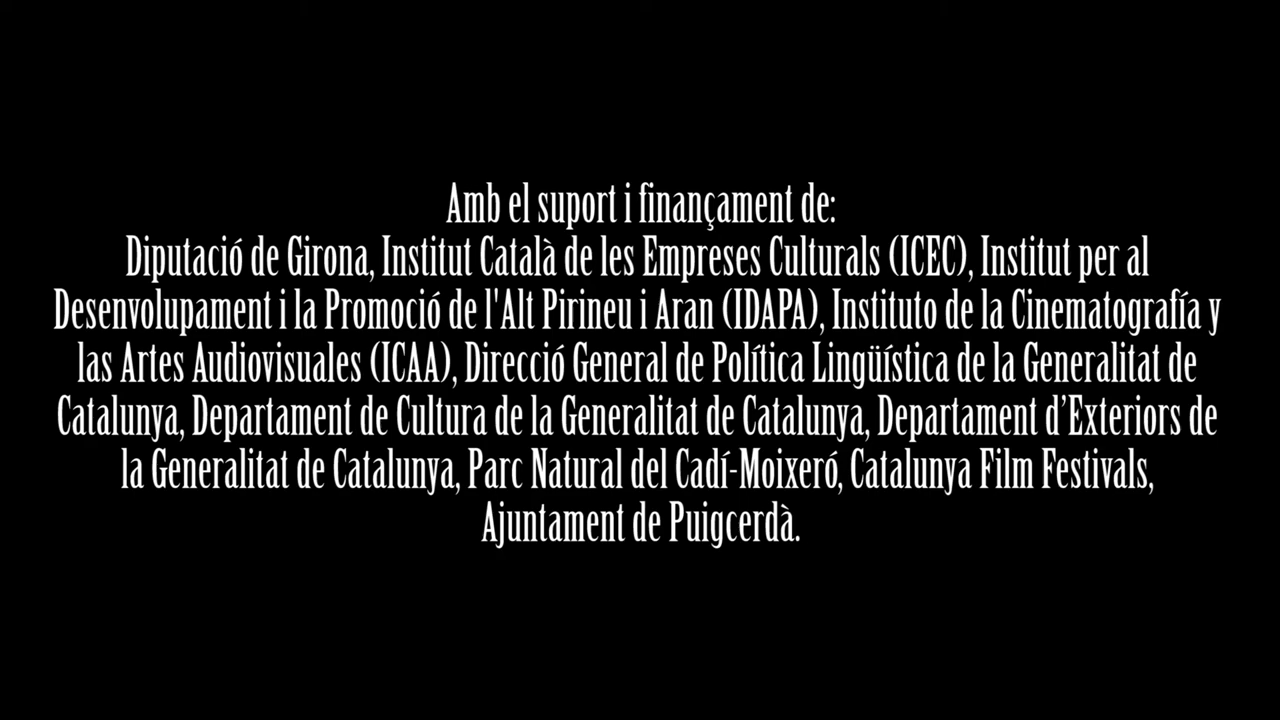 Amb el suport i finançament de:
Diputació de Girona, Institut Català de les Empreses Culturals (ICEC), Institut per al
Desenvolupament i la Promoció de l'Alt Pirineu i Aran (IDAPA), Instituto de la Cinematografía y
las Artes Audiovisuales (ICAA), Direcció General de Política Lingüística de la Generalitat de
Catalunya, Departament de Cultura de la Generalitat de Catalunya, Departament d’Exteriors de
la Generalitat de Catalunya, Parc Natural del Cadí-Moixeró, Catalunya Film Festivals,
Ajuntament de Puigcerdà.